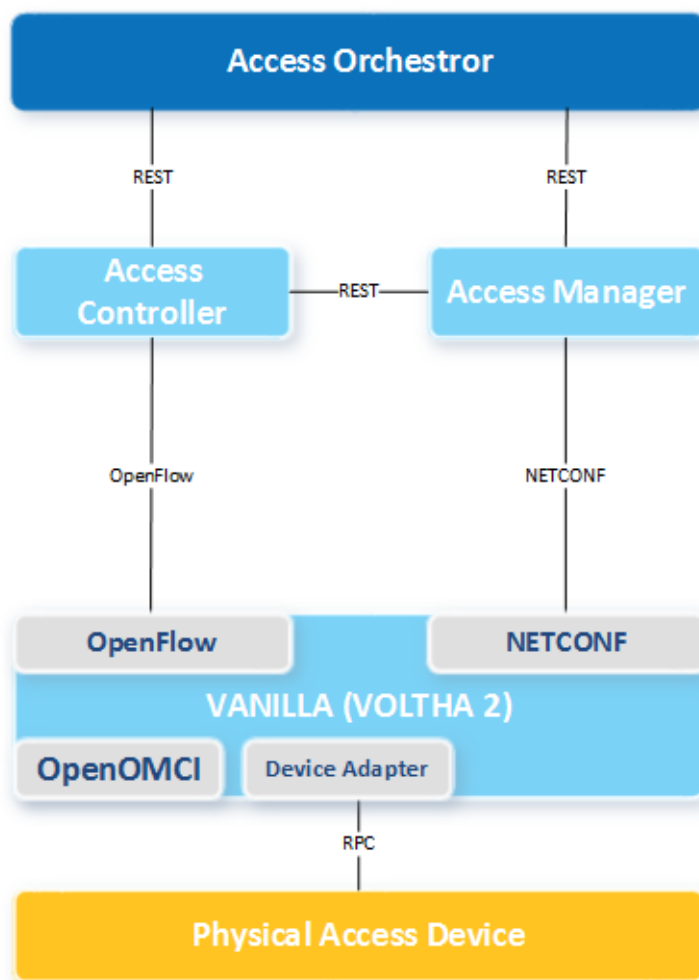 Access Orchestror
REST
REST
Access
Controller
REST
Access Manager
OpenFlow
NETCONF
OpenFlow
NETCONF
VANILLA (VOLTHA 2)
OpenOMCI
Device Adapter
RPC
Physical Access Device